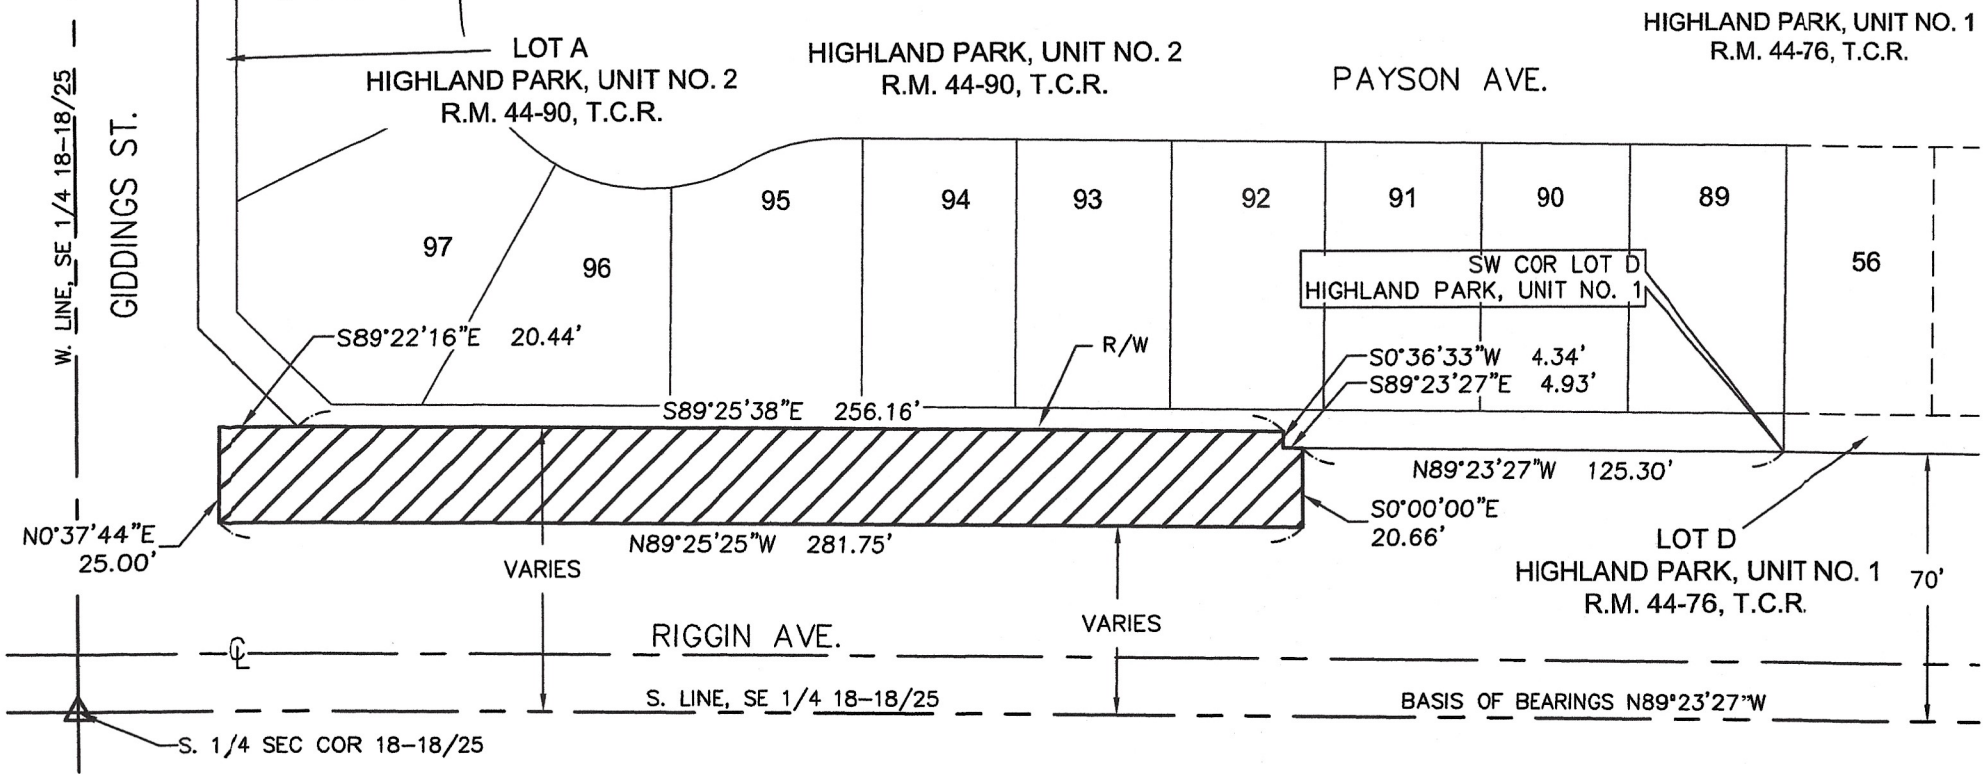 HIGHLAND PARK, UNIT NO. 1
R.M. 44-76, T.C.R.
LOT A
HIGHLAND PARK, UNIT NO. 2
R.M. 44-90, T.C.R.
HIGHLAND PARK, UNIT NO. 2
R.M. 44-90, T.C.R.
PAYSON AVE.
W. LINE, SE 1/4 18-18/25
GIDDINGS ST.
97
96
95
94
93
92
91
90
89
56
SW COR LOT D
HIGHLAND PARK, UNIT NO. 1
S89°22'16"E 20.44'
R/W
S0°36'33"W 4.34'
S89°23'27"E 4.93'
S89°25'38"E 256.16'
N89°23'27"W 125.30'
S0°00'00"E
20.66'
N0°37'44"E
25.00'
N89°25'25"W 281.75'
VARIES
VARIES
LOT D
HIGHLAND PARK, UNIT NO. 1
R.M. 44-76, T.C.R.
70'
RIGGIN AVE.
℄
S. LINE, SE 1/4 18-18/25
BASIS OF BEARINGS N89°23'27"W
S. 1/4 SEC COR 18-18/25